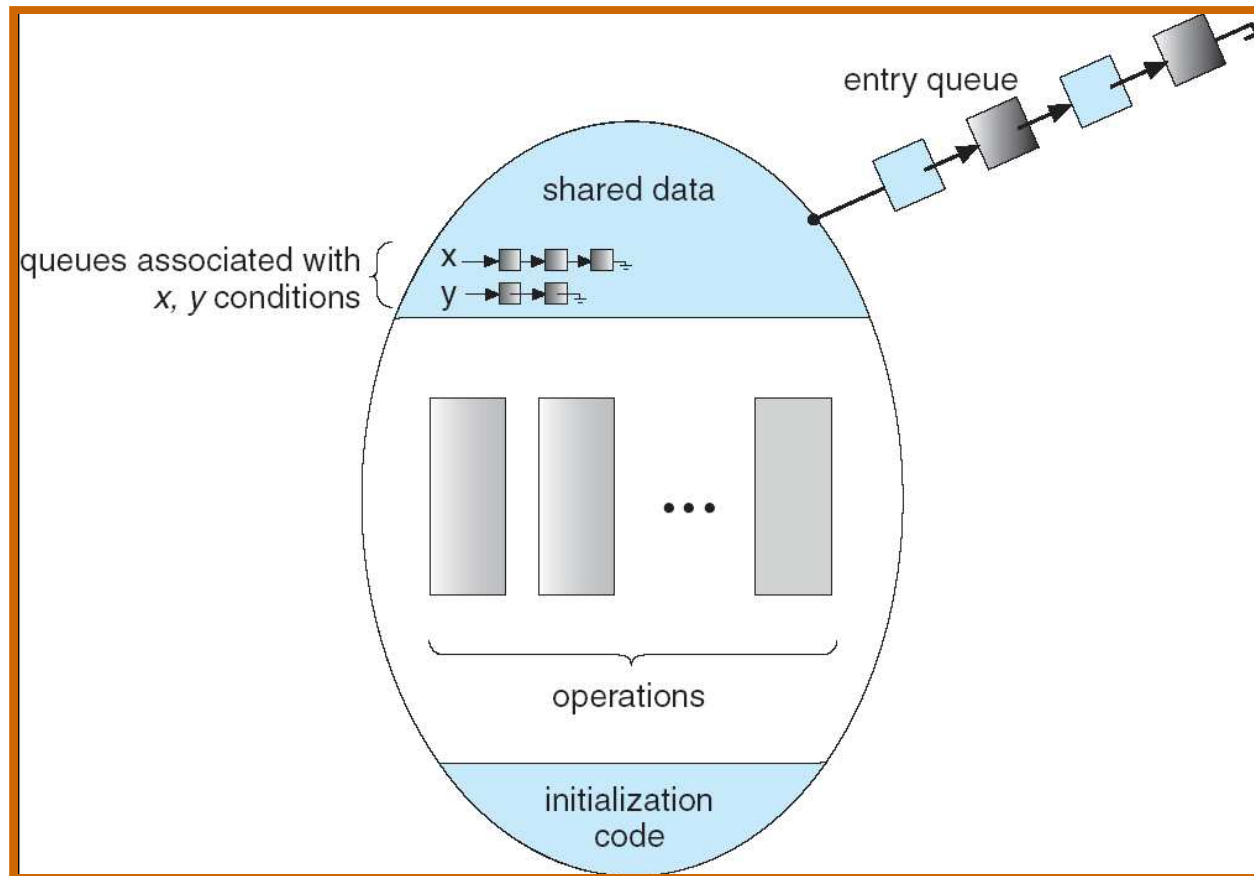 entry queue
shared data
queues associated with
x, y conditions
x
y
...
operations
initialization
code